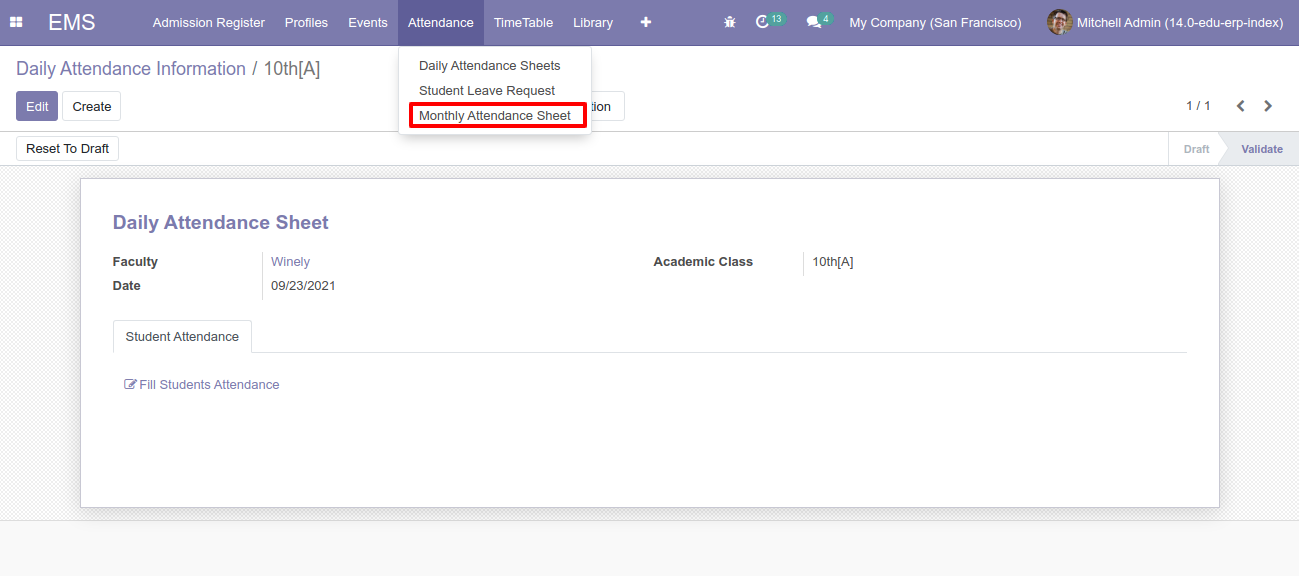 EMS Admission Register Profiles Events Attendance TimeTable Library 13 4 My Company (San Francisco) Mitchell Admin (14.0-edu-erp-index)
Daily Attendance Information / 10th[A]
Daily Attendance Sheets
Student Leave Request
Monthly Attendance Sheet
Edit Create 1 / 1
Reset To Draft Draft Validate
Daily Attendance Sheet
Faculty Winely Academic Class 10th[A]
Date 09/23/2021
Student Attendance
Fill Students Attendance